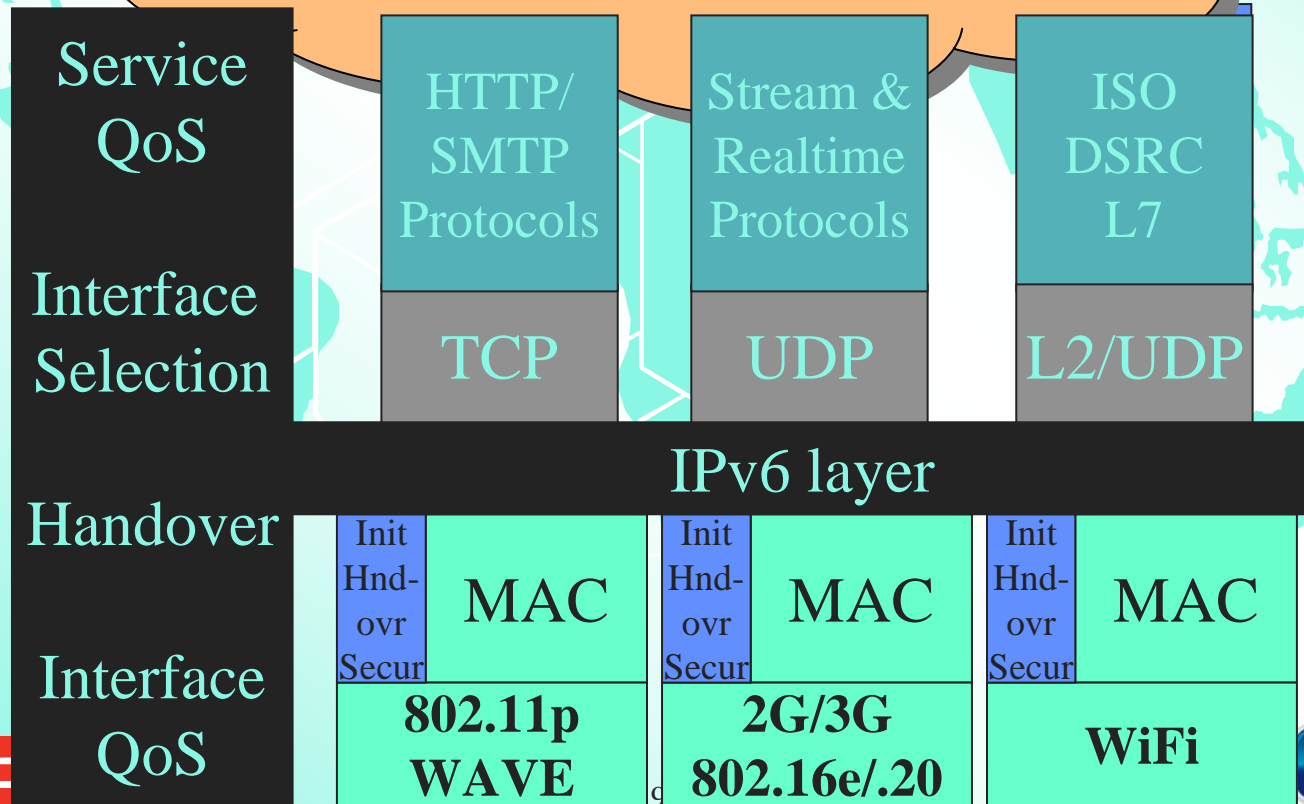 Service
QoS
Interface
Selection
Handover
Interface
QoS
HTTP/
SMTP
Protocols
Stream &
Realtime
Protocols
ISO
DSRC
L7
TCP
UDP
L2/UDP
IPv6 layer
Init
Hnd-
ovr
Secur
MAC
Init
Hnd-
ovr
Secur
MAC
Init
Hnd-
ovr
Secur
MAC
802.11p
WAVE
2G/3G
802.16e/.20
WiFi